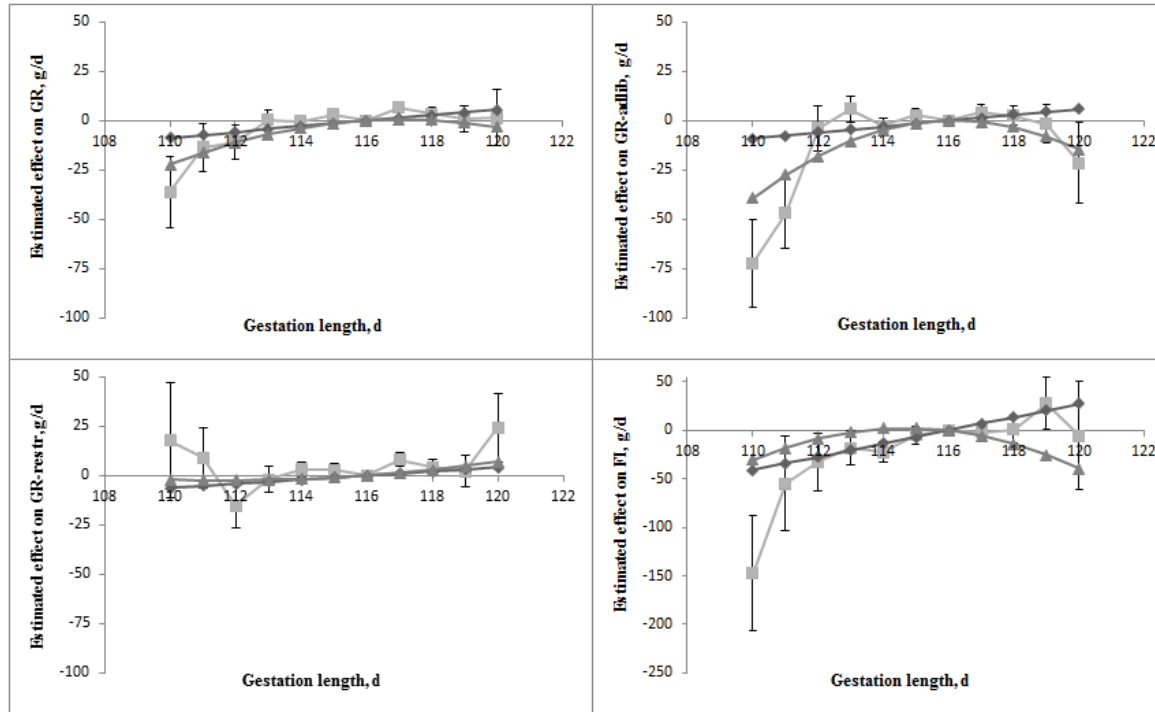 50
25
0
-25
-50
-75
-100
108 110 112 114 116 118 120 122
Estimated effect on GR, g/d
Gestation length, d
50
25
0
-25
-50
-75
-100
108 110 112 114 116 118 120 122
Estimated effect on GR-adlib, g/d
Gestation length, d
50
25
0
-25
-50
-75
-100
108 110 112 114 116 118 120 122
Estimated effect on GR-restr,g/d
Gestation length, d
50
0
-50
-100
-150
-200
-250
108 110 112 114 116 118 120 122
Estimated effect on FI, g/d
Gestation length, d